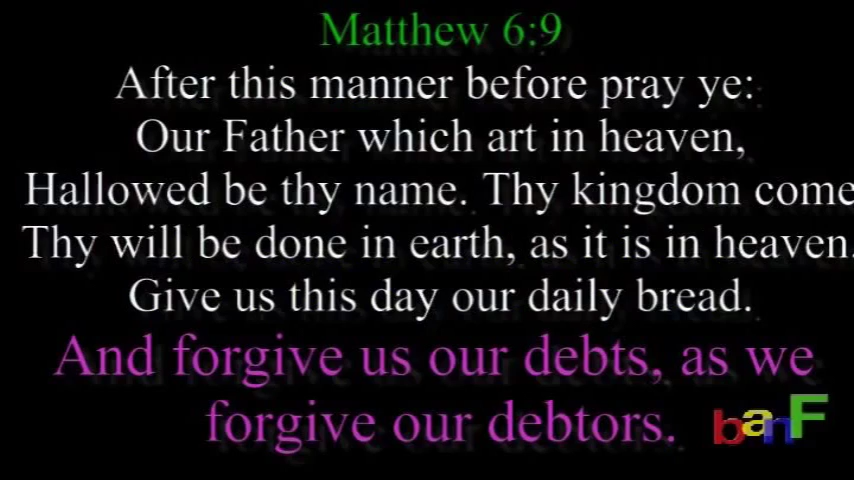 Matthew 6:9
After this manner before pray ye:
Our Father which art in heaven,
Hallowed be thy name. Thy kingdom come
Thy will be done in earth, as it is in heaven.
Give us this day our daily bread.
And forgive us our debts, as we
forgive our debtors.
banF